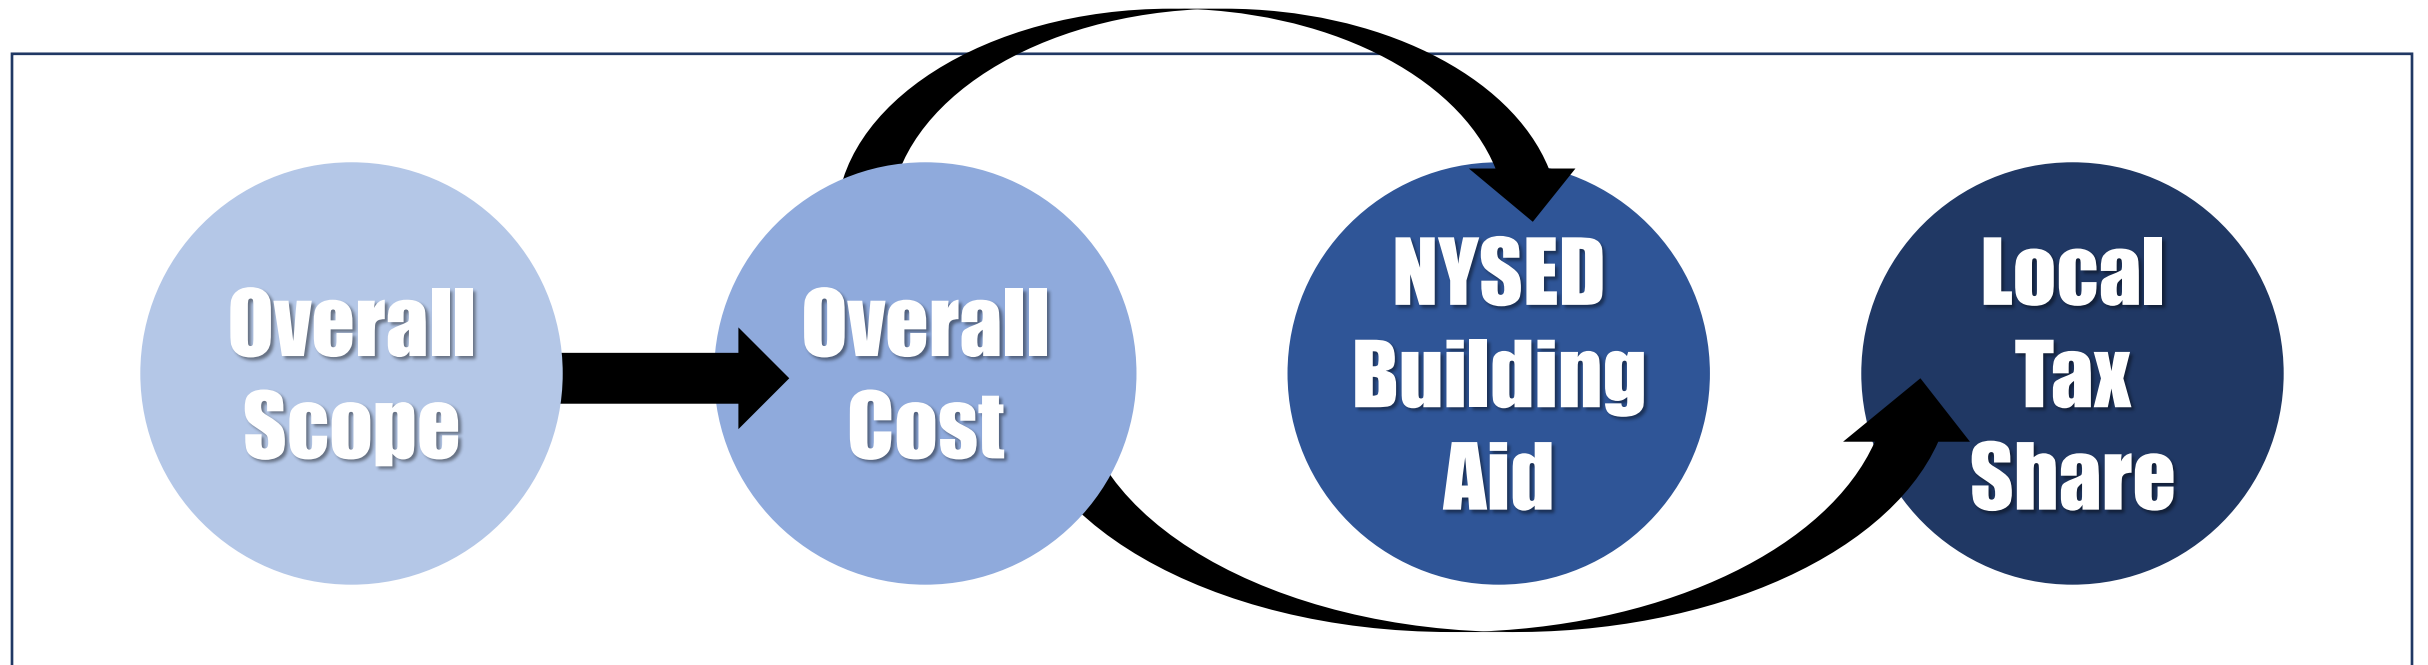 Overall
Scope
Overall
Cost
NYSED
Building
Aid
Local
Tax
Share